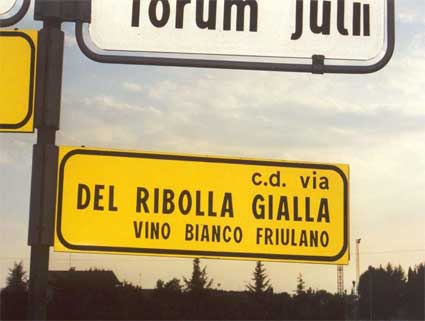 forum julii
c.d. via
DEL RIBOLLA GIALLA
VINO BIANCO FRIULANO